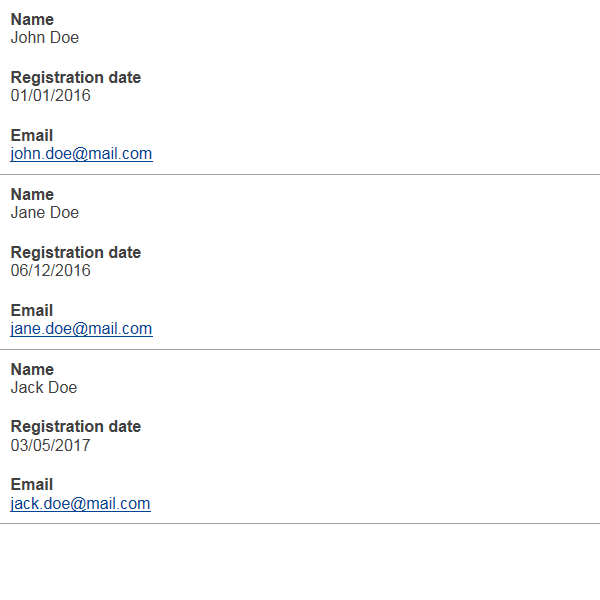 Name
John Doe
Registration date
01/01/2016
Email
john.doe@mail.com
Name
Jane Doe
Registration date
06/12/2016
Email
jane.doe@mail.com
Name
Jack Doe
Registration date
03/05/2017
Email
jack.doe@mail.com